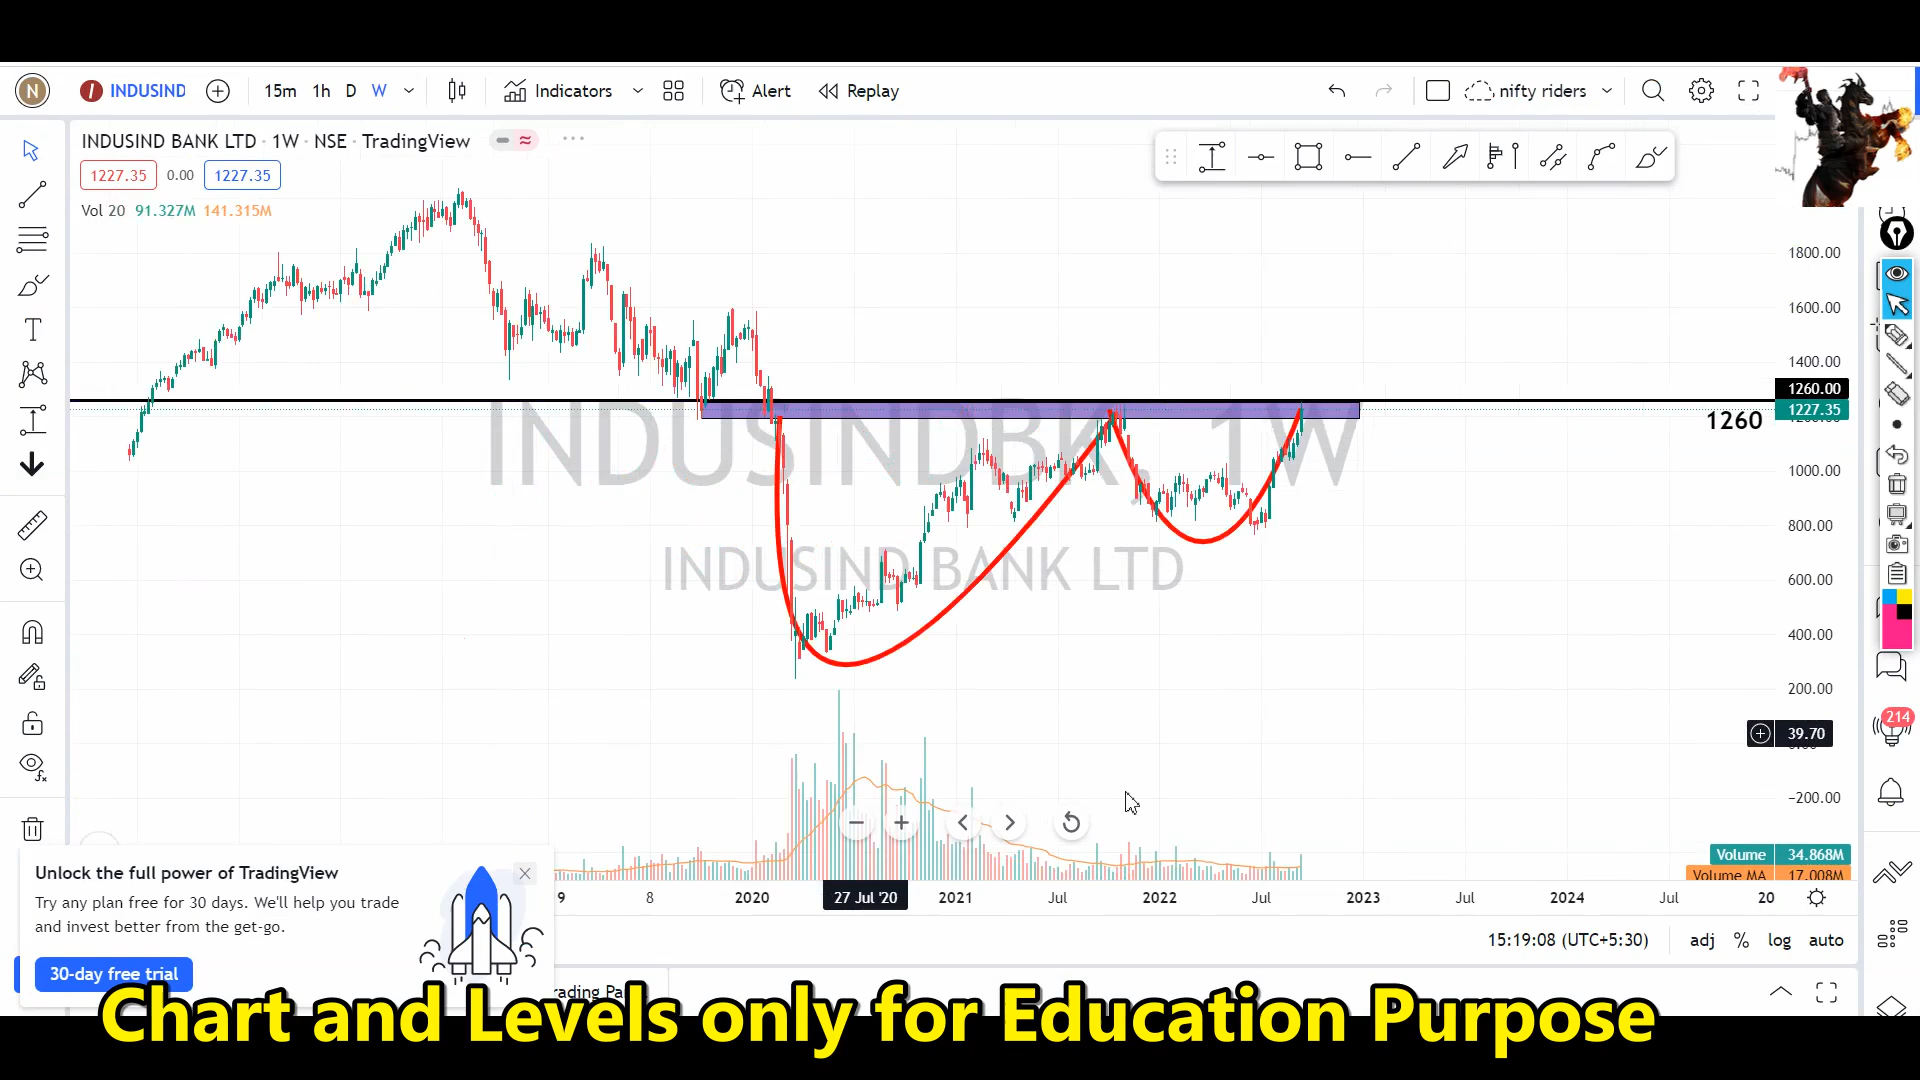 N INDUSIND 15m 1h D W Indicators Alert Replay nifty riders
INDUSIND BANK LTD · 1W · NSE · TradingView
1227.35 0.00 1227.35
Vol 20 91.327M 141.315M
1800.00
1600.00
1400.00
1260.00
1227.35
1260
INDUSINDBK, 1W
1000.00
800.00
INDUSIND BANK LTD
600.00
400.00
200.00
214
39.70
−200.00
Volume 34.868M
Volume MA 17.008M
9 8 2020 27 Jul '20 2021 Jul 2022 Jul 2023 Jul 2024 Jul 20
Unlock the full power of TradingView
Try any plan free for 30 days. We'll help you trade
and invest better from the get-go.
30-day free trial
15:19:08 (UTC+5:30) adj % log auto
Chart and Levels only for Education Purpose